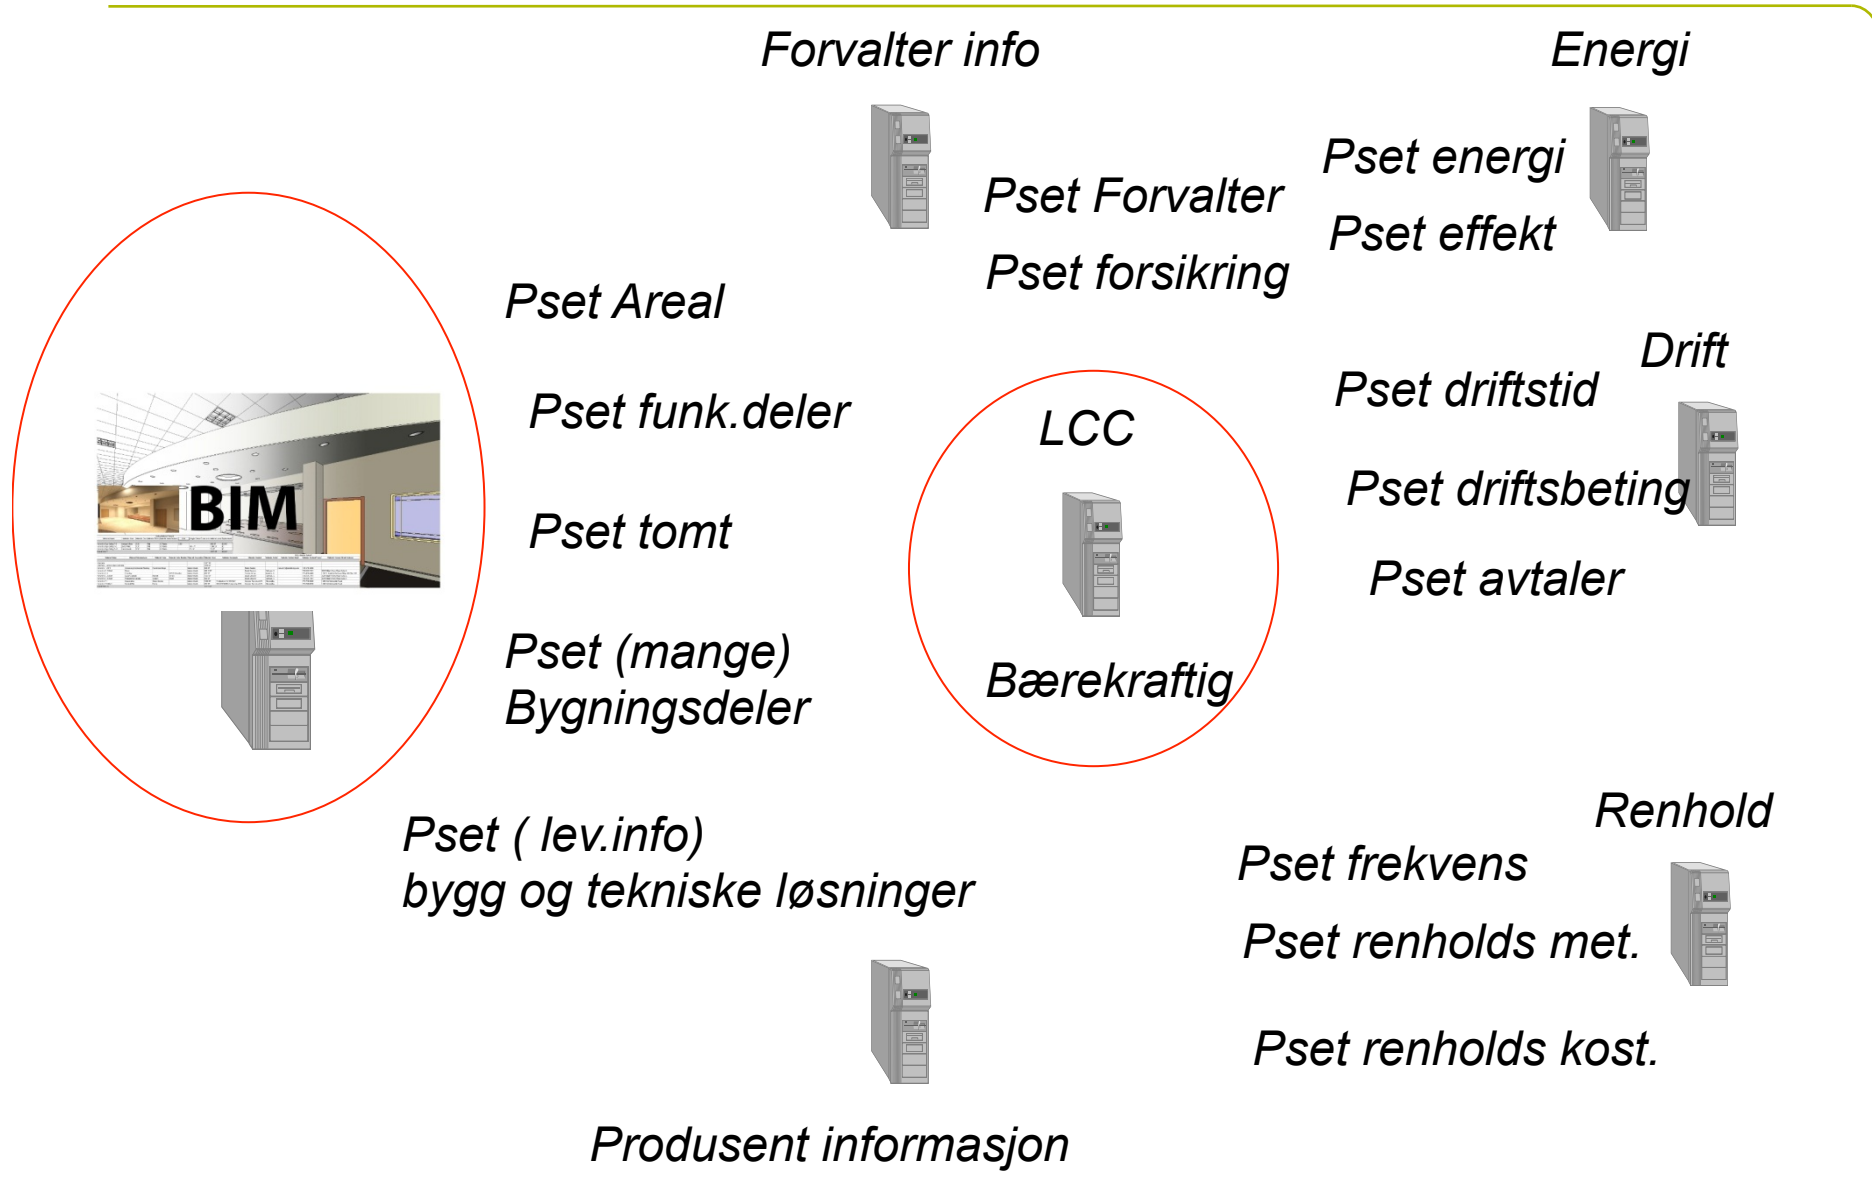 Forvalter info
Energi
Pset energi
Pset Forvalter
Pset effekt
Pset forsikring
Pset Areal
Drift
Pset driftstid
Pset funk.deler
LCC
Pset driftsbeting
BIM
Pset tomt
Pset avtaler
Pset (mange)
Bygningsdeler
Bærekraftig
Renhold
Pset ( lev.info)
bygg og tekniske løsninger
Pset frekvens
Pset renholds met.
Pset renholds kost.
Produsent informasjon